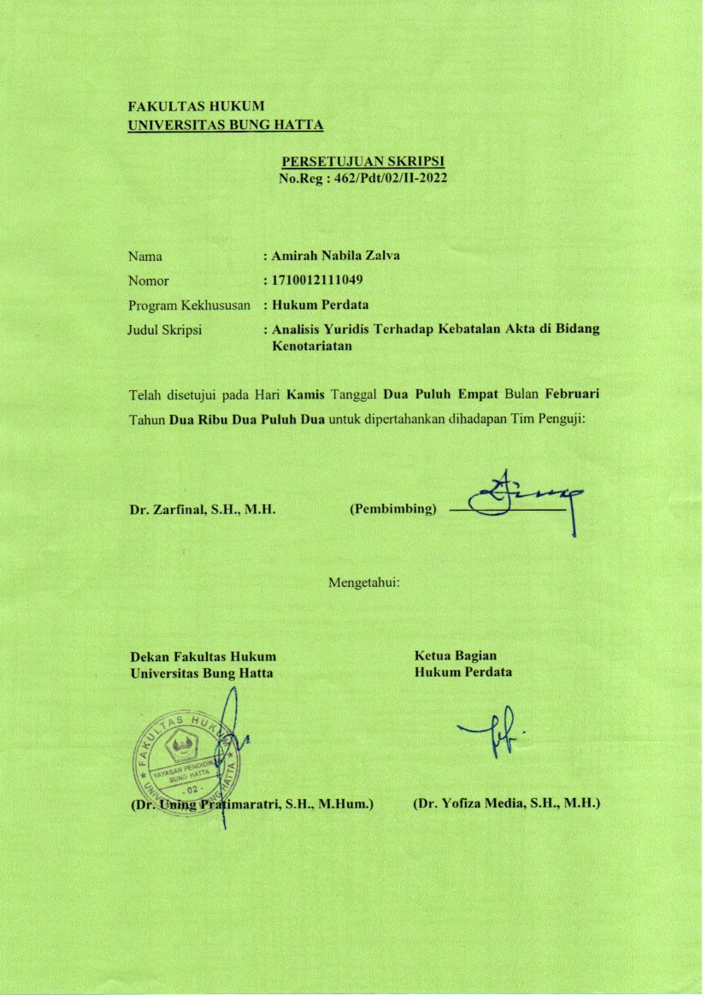 FAKULTAS HUKUM
UNIVERSITAS BUNG HATTA
PERSETUJUAN SKRIPSI
No.Reg : 462/Pdt/02/II-2022
Nama : Amirah Nabila Zalva
Nomor : 1710012111049
Program Kekhususan : Hukum Perdata
Judul Skripsi : Analisis Yuridis Terhadap Kebatalan Akta di Bidang
Kenotariatan
Telah disetujui pada Hari Kamis Tanggal Dua Puluh Empat Bulan Februari
Tahun Dua Ribu Dua Puluh Dua untuk dipertahankan dihadapan Tim Penguji:
Dr. Zarfinal, S.H., M.H. (Pembimbing)
Mengetahui:
Dekan Fakultas Hukum
Universitas Bung Hatta
Ketua Bagian
Hukum Perdata
FAKULTAS HUKUM
YAYASAN PENDIDIKAN
BUNG HATTA
- 02 -
UNIVERSITAS BUNG HATTA
(Dr. Uning Pratimaratri, S.H., M.Hum.) (Dr. Yofiza Media, S.H., M.H.)